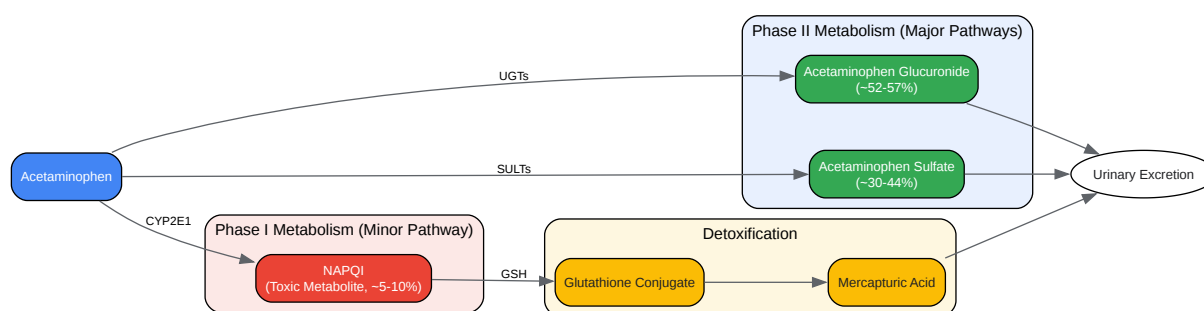 Phase II Metabolism (Major Pathways)
Acetaminophen Glucuronide
(~52-57%)
UGTs
Acetaminophen
SULTs
Acetaminophen Sulfate
(~30-44%)
Urinary Excretion
CYP2E1
Phase I Metabolism (Minor Pathway)
NAPQI
(Toxic Metabolite, ~5-10%)
GSH
Detoxification
Glutathione Conjugate
Mercapturic Acid